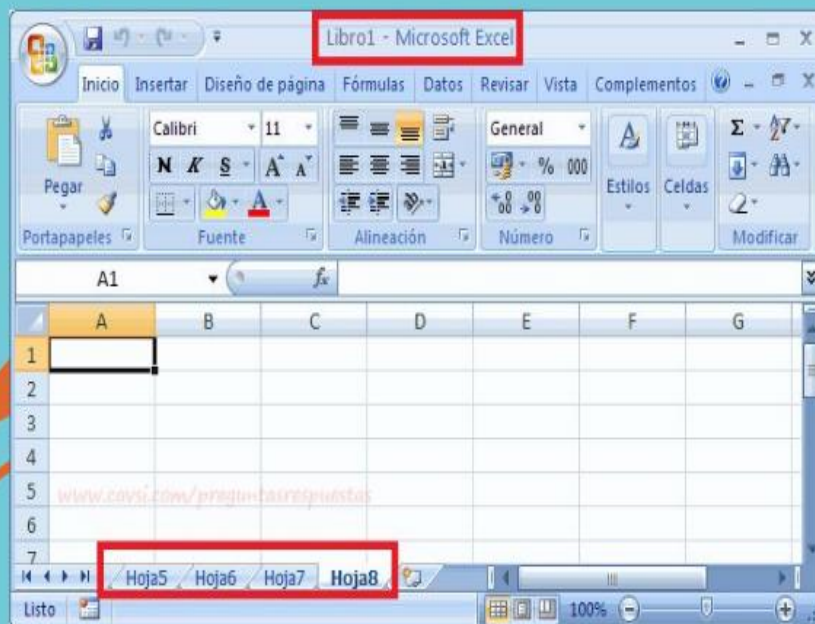 Libro1 - Microsoft Excel
Inicio Insertar Diseño de página Fórmulas Datos Revisar Vista Complementos
Calibri 11 General Σ
N K S A A % 000
Pegar A Estilos Celdas
Portapapeles Fuente Alineación Número Modificar
A1 fx
A B C D E F G
1
2
3
4
5 www.cavsi.com/preguntasrespuestas
6
7
Hoja5 Hoja6 Hoja7 Hoja8
Listo 100%